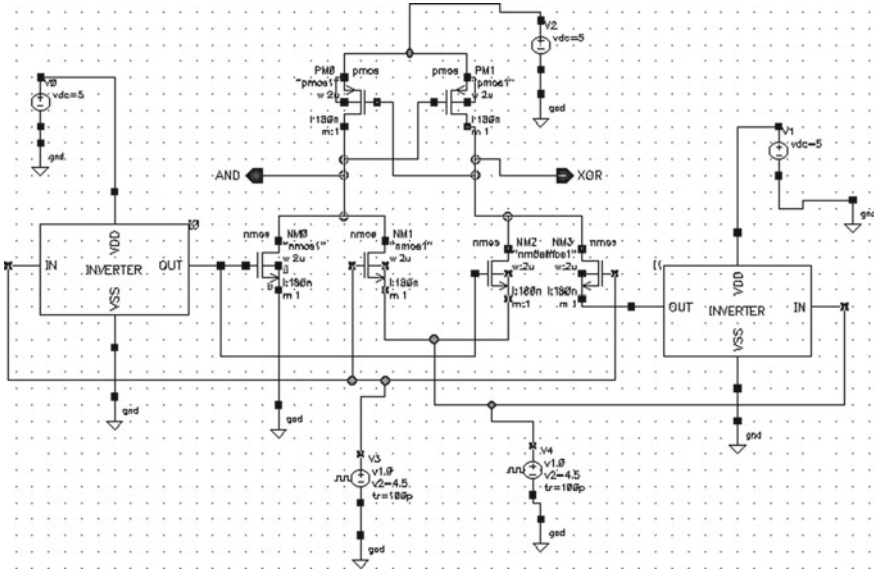 V2
vdc=5
gnd
V0
vdc=5
gnd
PM0
pmos
"pmos1"
w:2u
l:180n
m:1
pmos
PM1
"pmos1"
w:2u
l:180n
m:1
V1
vdc=5
gnd
AND
XOR
I0
VDD
IN
INVERTER
OUT
VSS
gnd
nmos
NM0
"nmos1"
w:2u
l:180n
m:1
gnd
NM1
nmos
"nmos1"
w:2u
l:180n
m:1
nmos
NM2
w:2u
l:180n
m:1
NM3
nmos
w:2u
l:180n
m:1
VDD
OUT
INVERTER
IN
VSS
gnd
V3
v1:0
v2=4.5
tr=100p
gnd
V4
v1:0
v2=4.5
tr=100p
gnd